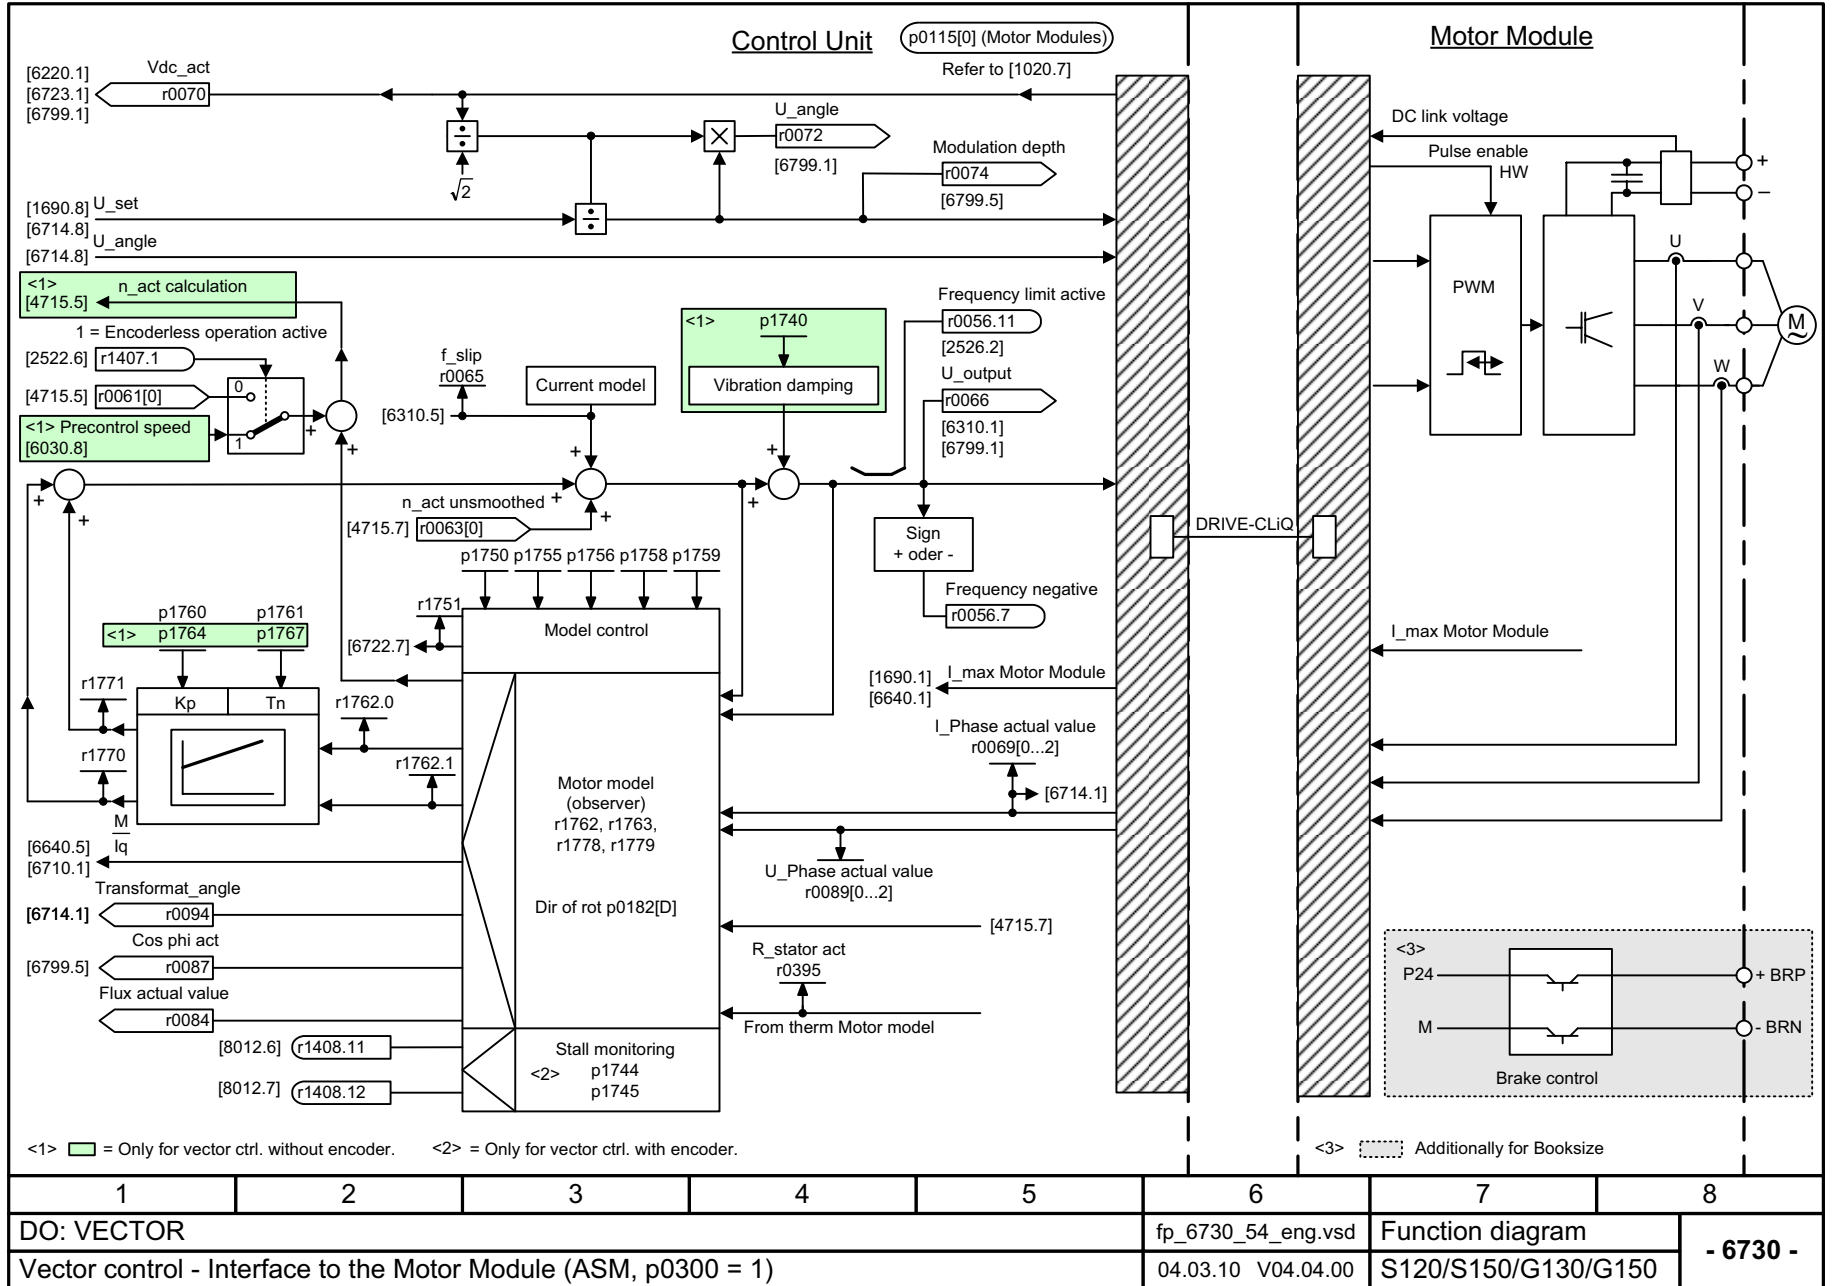 Control Unit
p0115[0] (Motor Modules)
Refer to [1020.7]
Motor Module
[6220.1]
[6723.1]
[6799.1]
Vdc_act
r0070
÷
√2
×
U_angle
r0072
[6799.1]
Modulation depth
r0074
[6799.5]
DC link voltage
Pulse enable
HW
+
–
[1690.8]
[6714.8]
U_set
÷
U_angle
[6714.8]
<1>
n_act calculation
[4715.5]
1 = Encoderless operation active
[2522.6]
r1407.1
[4715.5]
r0061[0]
0
1
<1> Precontrol speed
[6030.8]
+
+
f_slip
r0065
[6310.5]
Current model
<1>
p1740
Vibration damping
Frequency limit active
r0056.11
[2526.2]
U_output
r0066
[6310.1]
[6799.1]
PWM
U
V
W
M
~
+
+
+
+
+
+
+
n_act unsmoothed
[4715.7]
r0063[0]
Sign
+ oder -
Frequency negative
r0056.7
DRIVE-CLiQ
p1750
p1755
p1756
p1758
p1759
r1751
[6722.7]
Model control
p1760
p1761
<1>
p1764
p1767
Kp
Tn
r1771
r1770
r1762.0
r1762.1
I_max Motor Module
[1690.1]
[6640.1]
I_max Motor Module
I_Phase actual value
r0069[0...2]
[6714.1]
Motor model
(observer)
r1762, r1763,
r1778, r1779
Dir of rot p0182[D]
U_Phase actual value
r0089[0...2]
M
Iq
[6640.5]
[6710.1]
Transformat_angle
[6714.1]
r0094
Cos phi act
[6799.5]
r0087
Flux actual value
r0084
[4715.7]
R_stator act
r0395
From therm Motor model
[8012.6]
r1408.11
[8012.7]
r1408.12
Stall monitoring
<2>
p1744
p1745
<3>
P24
+ BRP
M
- BRN
Brake control
<1>
= Only for vector ctrl. without encoder.
<2> = Only for vector ctrl. with encoder.
<3>
Additionally for Booksize
1
2
3
4
5
6
7
8
DO: VECTOR
fp_6730_54_eng.vsd
Function diagram
- 6730 -
Vector control - Interface to the Motor Module (ASM, p0300 = 1)
04.03.10 V04.04.00
S120/S150/G130/G150